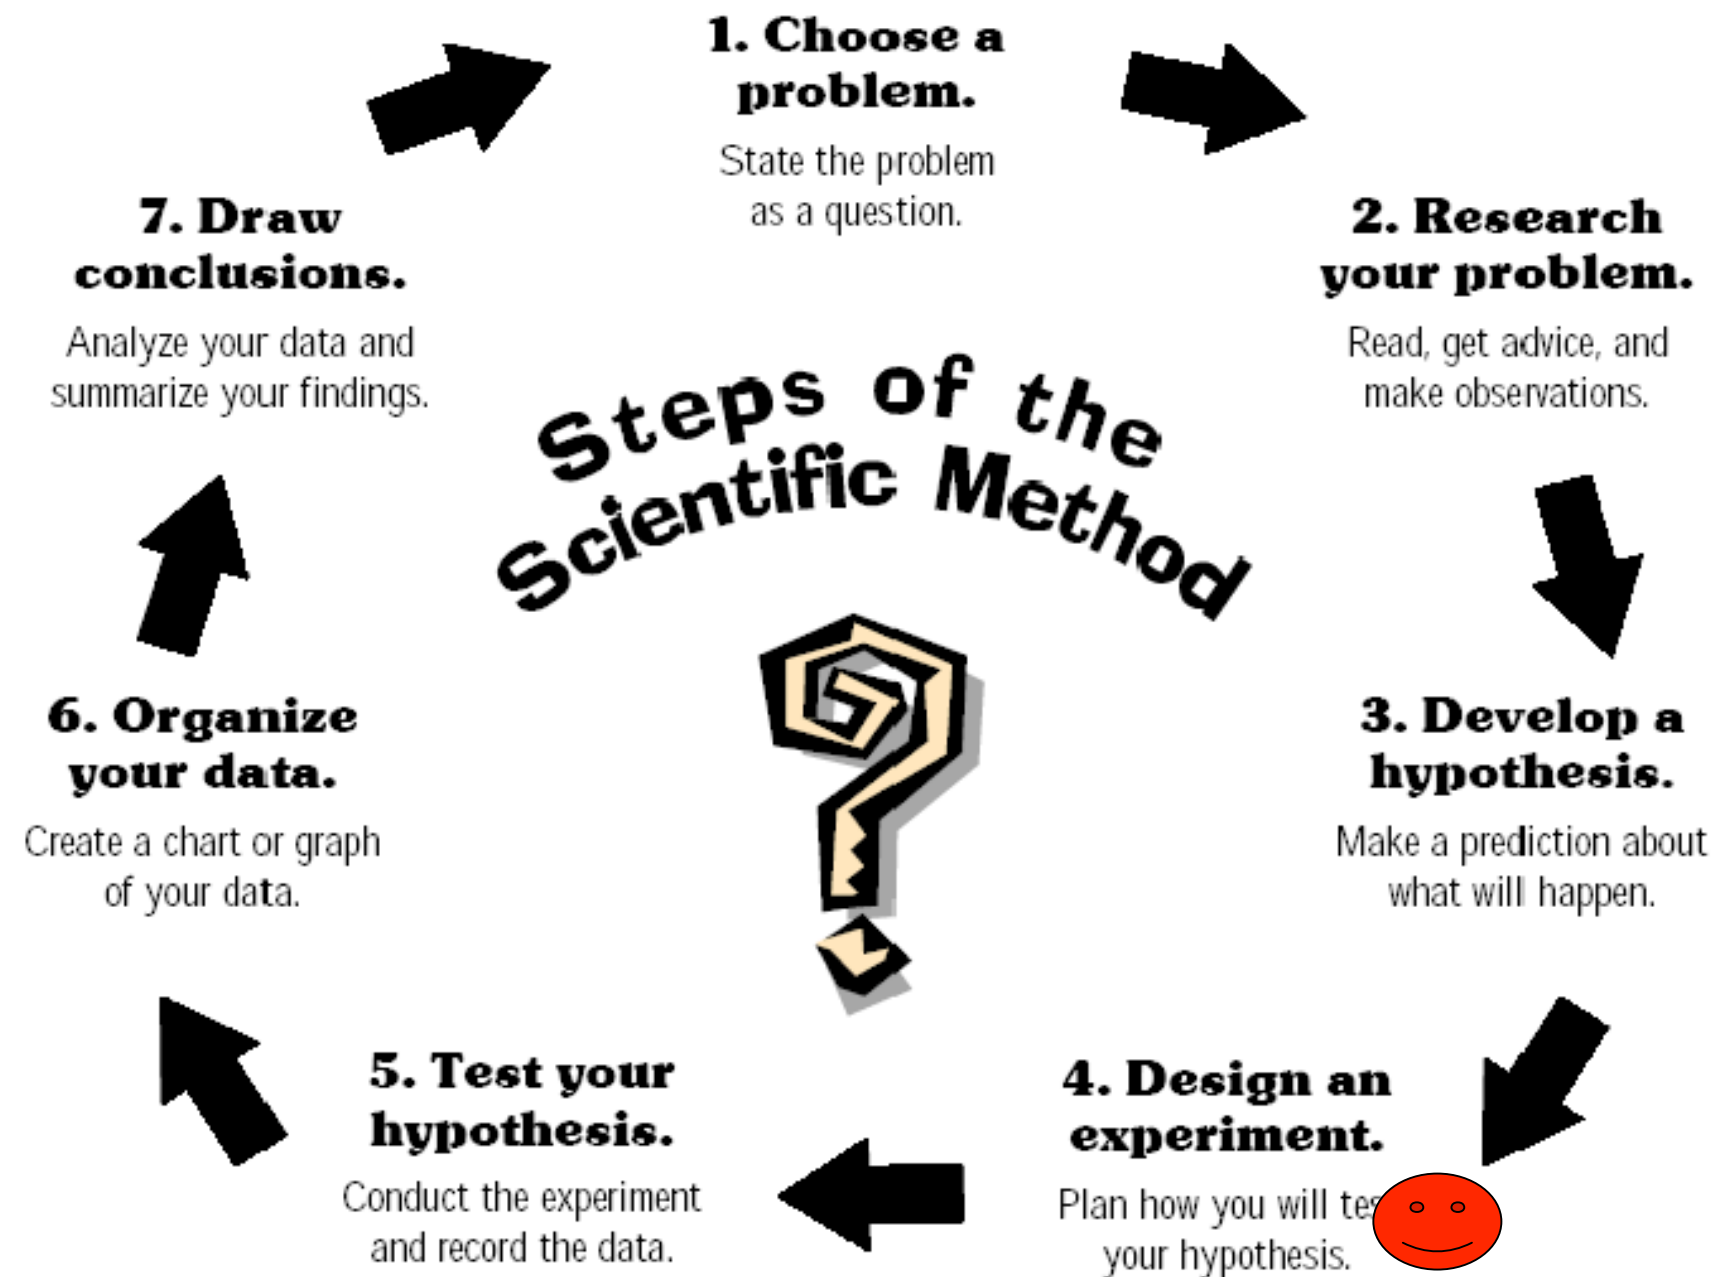 Steps of the
Scientific Method
1. Choose a
problem.
State the problem
as a question.
2. Research
your problem.
Read, get advice, and
make observations.
3. Develop a
hypothesis.
Make a prediction about
what will happen.
4. Design an
experiment.
Plan how you will tes
your hypothesis.
5. Test your
hypothesis.
Conduct the experiment
and record the data.
6. Organize
your data.
Create a chart or graph
of your data.
7. Draw
conclusions.
Analyze your data and
summarize your findings.